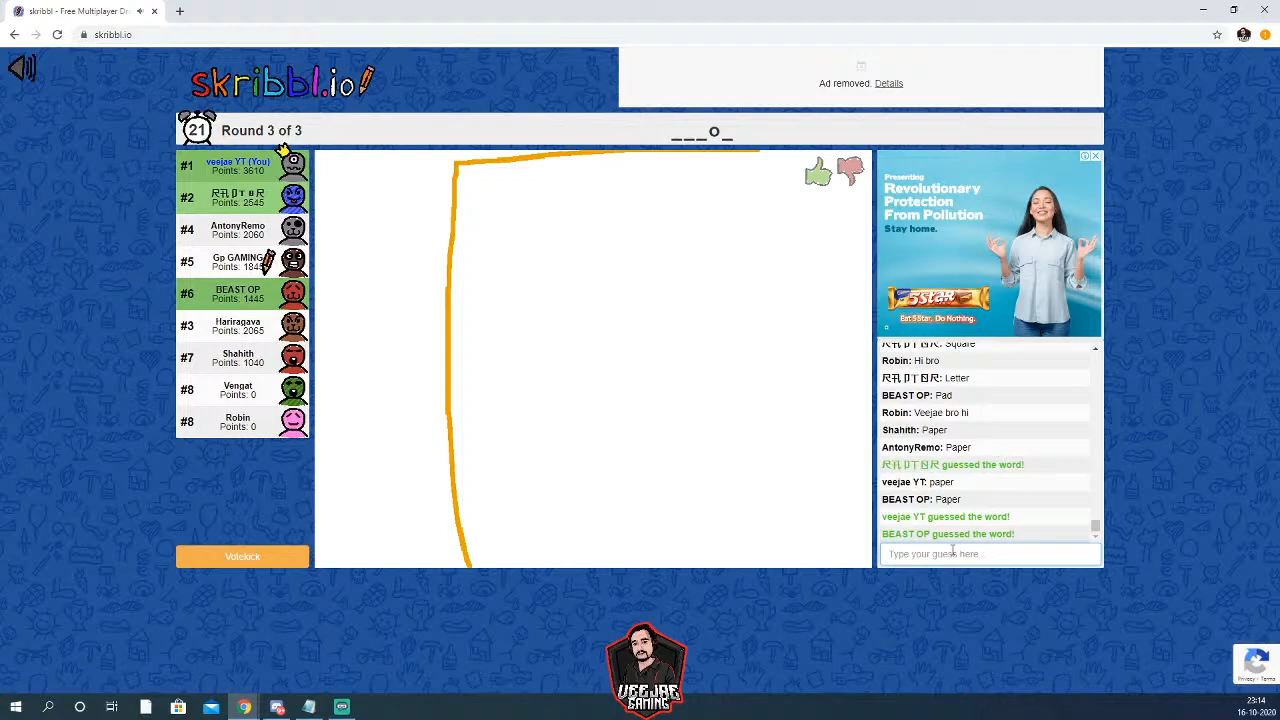 skribbl - Free Multiplayer Dr
skribbl.io
skribbl.io
Ad removed. Details
21
Round 3 of 3
___o_
#1
veejae YT (You)
Points: 3610
#2
Points: 2545
#4
AntonyRemo
Points: 2060
#5
Gp GAMING
Points: 1845
#6
BEAST OP
Points: 1445
#3
Hariragava
Points: 2065
#7
Shahith
Points: 1040
#8
Vengat
Points: 0
#8
Robin
Points: 0
Votekick
Presenting
Revolutionary
Protection
From Pollution
Stay home.
5Star
Eat 5Star. Do Nothing.
: Square
Robin: Hi bro
: Letter
BEAST OP: Pad
Robin: Veejae bro hi
Shahith: Paper
AntonyRemo: Paper
guessed the word!
veejae YT: paper
BEAST OP: Paper
veejae YT guessed the word!
BEAST OP guessed the word!
Type your guess here...
VEEJAE
GAMING
Privacy - Terms
23:14
16-10-2020